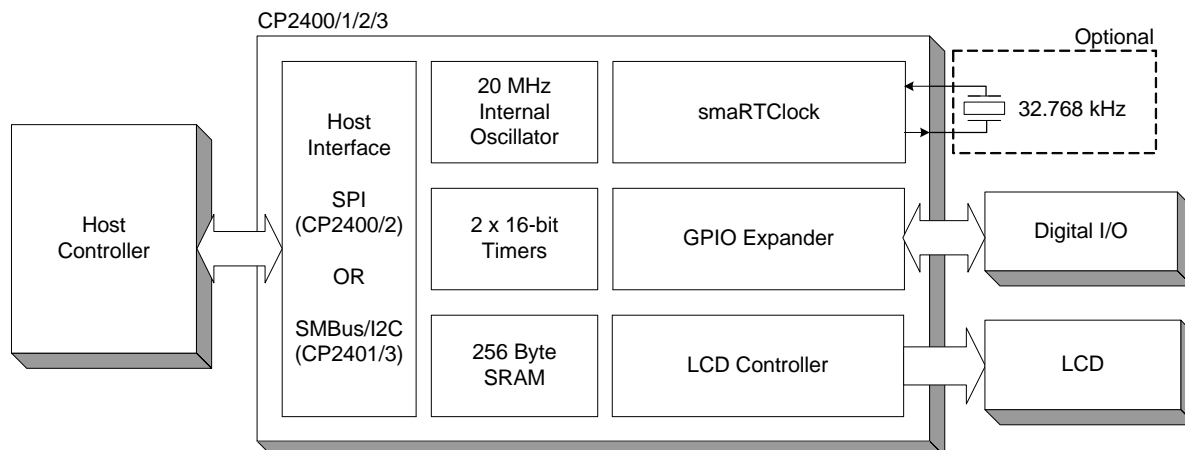 CP2400/1/2/3
Optional
Host
Controller
Host
Interface
SPI
(CP2400/2)
OR
SMBus/I2C
(CP2401/3)
20 MHz
Internal
Oscillator
smaRTClock
32.768 kHz
2 x 16-bit
Timers
GPIO Expander
Digital I/O
256 Byte
SRAM
LCD Controller
LCD